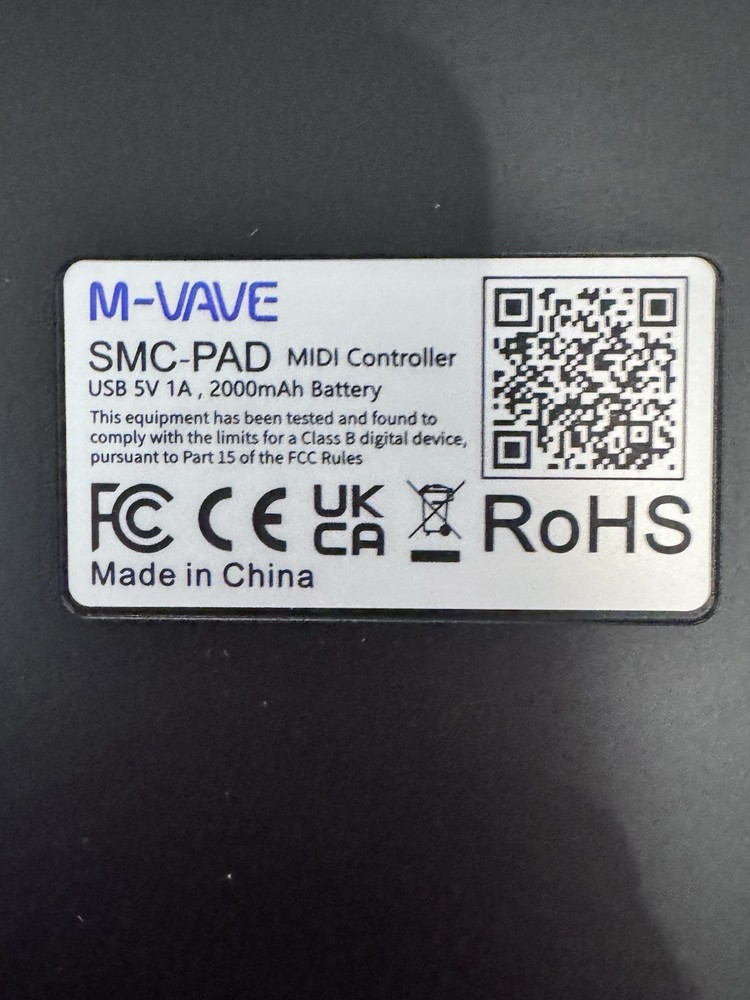 M-VAVE
SMC-PAD MIDI Controller
USB 5V 1A , 2000mAh Battery
This equipment has been tested and found to
comply with the limits for a Class B digital device,
pursuant to Part 15 of the FCC Rules
FC CE UK CA RoHS
Made in China